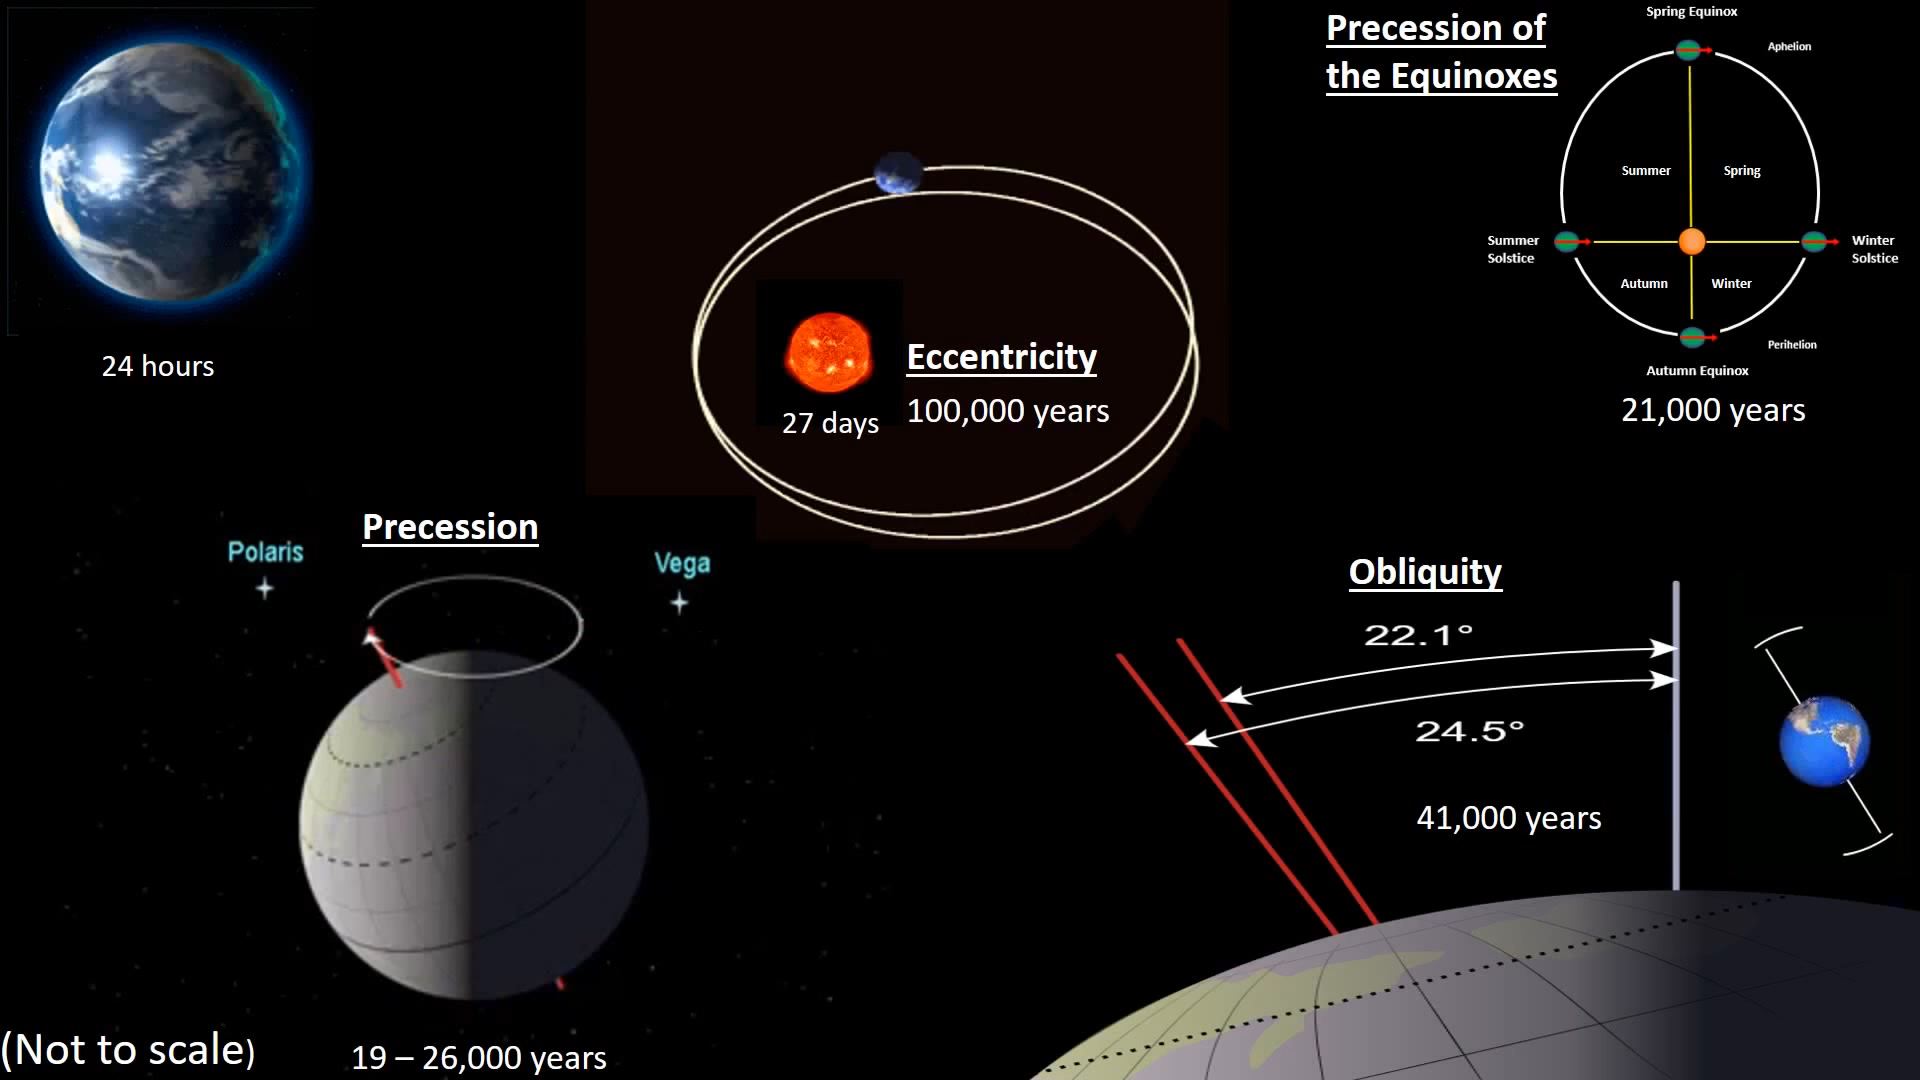 24 hours
Eccentricity
100,000 years
27 days
Precession of
the Equinoxes
Spring Equinox
Aphelion
Summer
Spring
Summer
Solstice
Winter
Solstice
Autumn
Winter
Perihelion
Autumn Equinox
21,000 years
Precession
Polaris
Vega
(Not to scale)
19 – 26,000 years
Obliquity
22.1°
24.5°
41,000 years